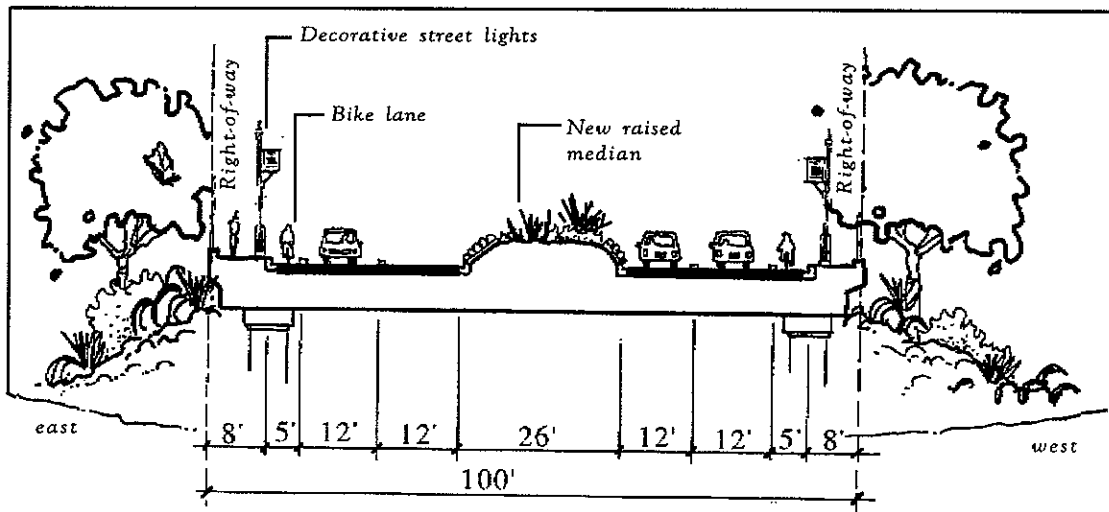 Decorative street lights
Right-of-way
Right-of-way
Bike lane
New raised
median
east
8' 5' 12' 12' 26' 12' 12' 5' 8'
west
100'